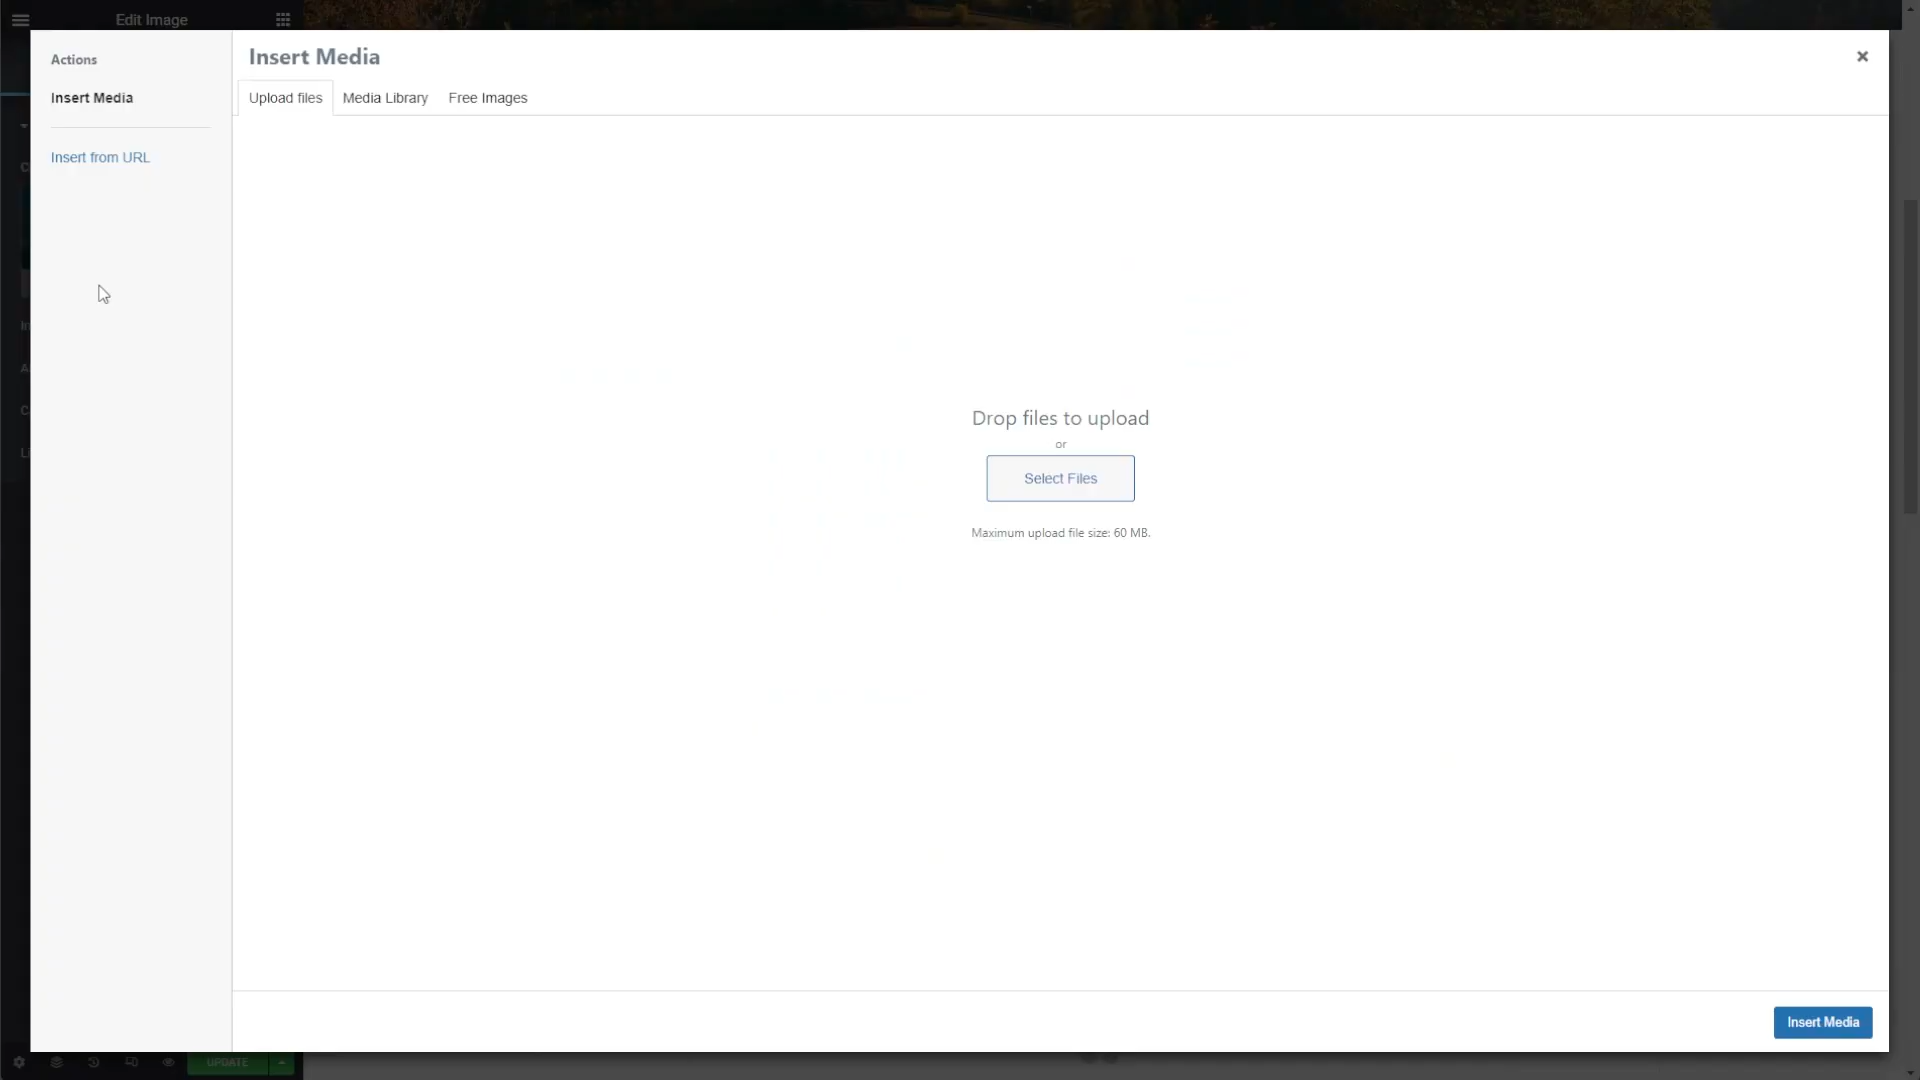 Edit Image
Actions
Insert Media
Insert from URL
Insert Media
Upload files Media Library Free Images
Drop files to upload
or
Select Files
Maximum upload file size: 60 MB.
Insert Media
UPDATE